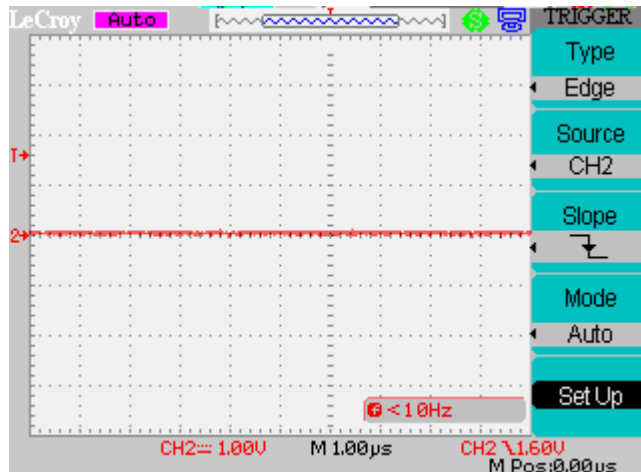 LeCroy Auto TRIGGER
Type
Edge
Source
CH2
Slope
Mode
Auto
Set Up
T
2
<10Hz
CH2 1.00V M 1.00µs CH2 1.60V
M Pos:0.00µs